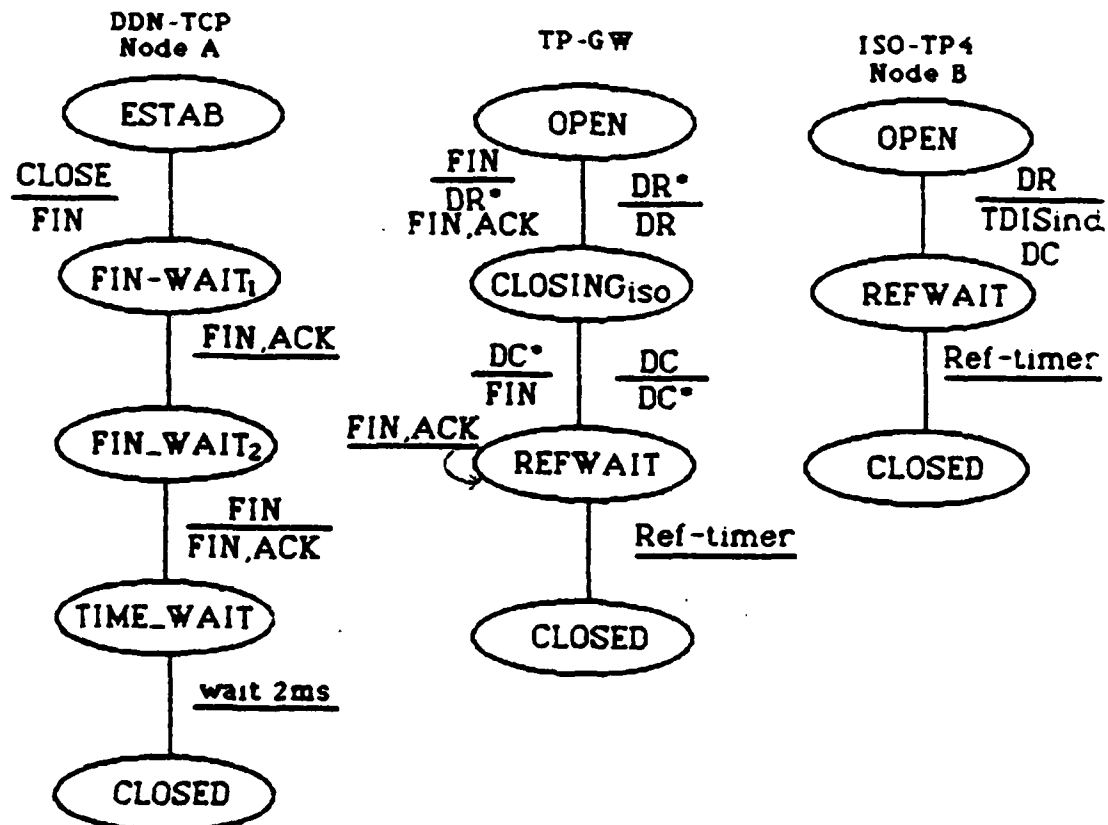 DDN-TCP
Node A
ESTAB
CLOSE
FIN
FIN-WAIT1
FIN,ACK
FIN_WAIT2
FIN
FIN,ACK
TIME_WAIT
wait 2ms
CLOSED
TP-GW
OPEN
FIN
DR*
FIN,ACK
DR*
DR
CLOSINGiso
DC*
FIN
DC
DC*
FIN,ACK
REFWAIT
Ref-timer
CLOSED
ISO-TP4
Node B
OPEN
DR
TDISind
DC
REFWAIT
Ref-timer
CLOSED